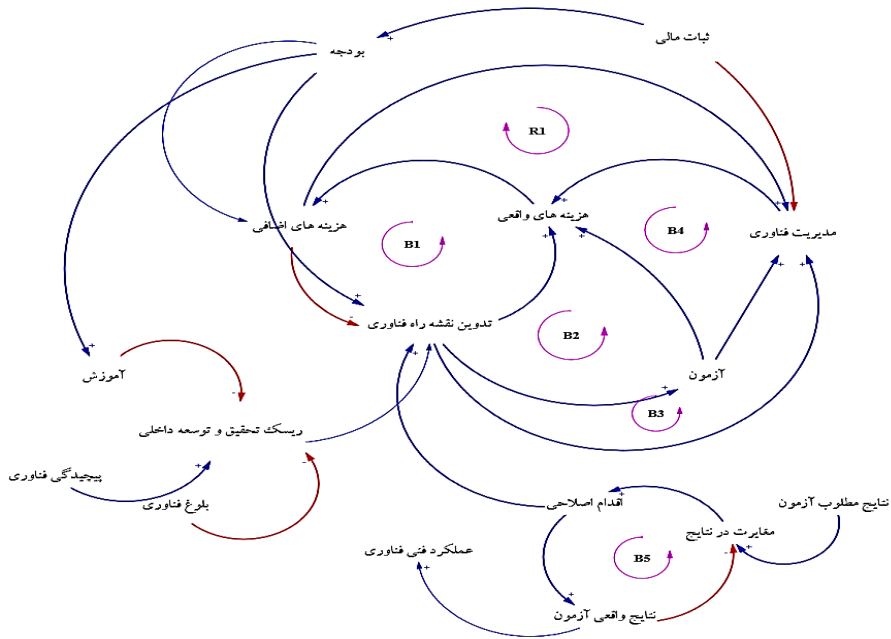 ثبات مالی
بودجه
R1
هزینه های واقعی
هزینه های اضافی
مدیریت فناوری
B4
B1
تدوین نقشه راه فناوری
B2
آموزش
آزمون
B3
ریسک تحقیق و توسعه داخلی
پیچیدگی فناوری
بلوغ فناوری
اقدام اصلاحی
نتایج مطلوب آزمون
مغایرت در نتایج
عملکرد فنی فناوری
B5
نتایج واقعی آزمون